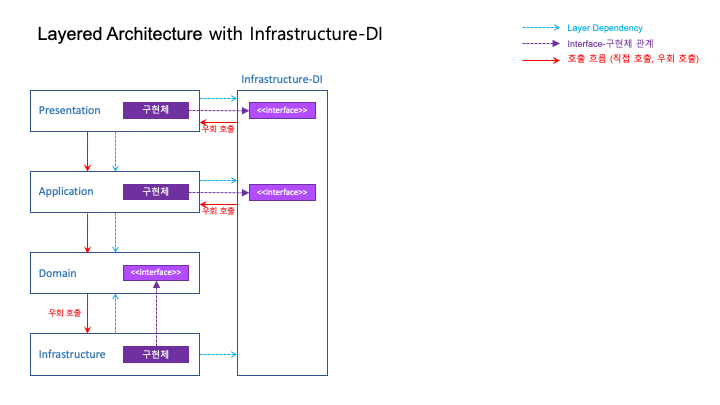 Layered Architecture with Infrastructure-DI
Layer Dependency
Interface-구현체 관계
호출 흐름 (직접 호출, 우회 호출)
Infrastructure-DI
Presentation
구현체
<<interface>>
우회 호출
Application
구현체
<<interface>>
우회 호출
Domain
<<interface>>
우회 호출
Infrastructure
구현체